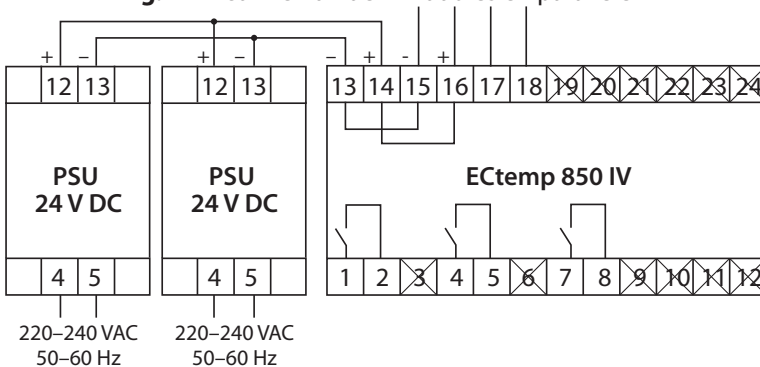 + – + – – + - +
12 13 12 13 13 14 15 16 17 18 19 20 21 22 23 24
PSU PSU ECtemp 850 IV
24 V DC 24 V DC
4 5 4 5 1 2 3 4 5 6 7 8 9 10 11 12
220–240 VAC 220–240 VAC
50–60 Hz 50–60 Hz